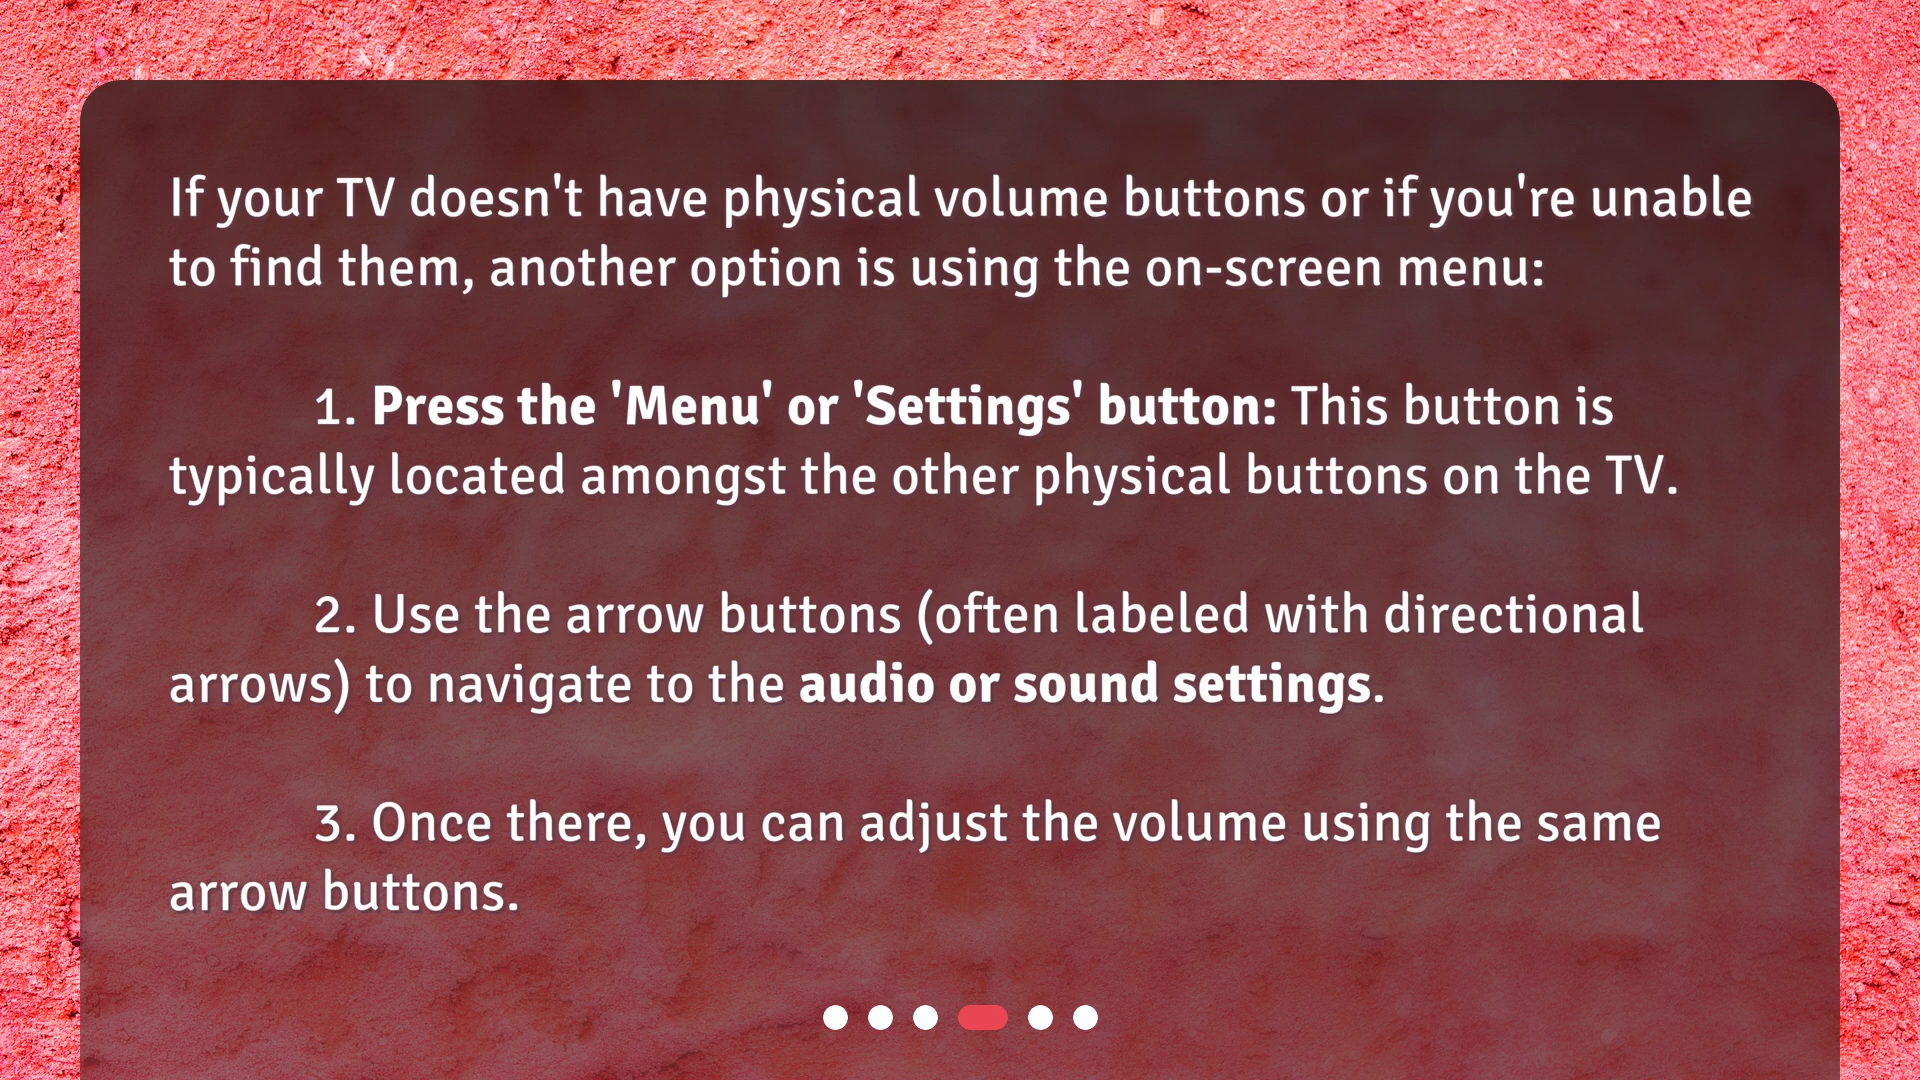 If your TV doesn't have physical volume buttons or if you're unable
to find them, another option is using the on-screen menu:
1. Press the 'Menu' or 'Settings' button: This button is
typically located amongst the other physical buttons on the TV.
2. Use the arrow buttons (often labeled with directional
arrows) to navigate to the audio or sound settings.
3. Once there, you can adjust the volume using the same
arrow buttons.